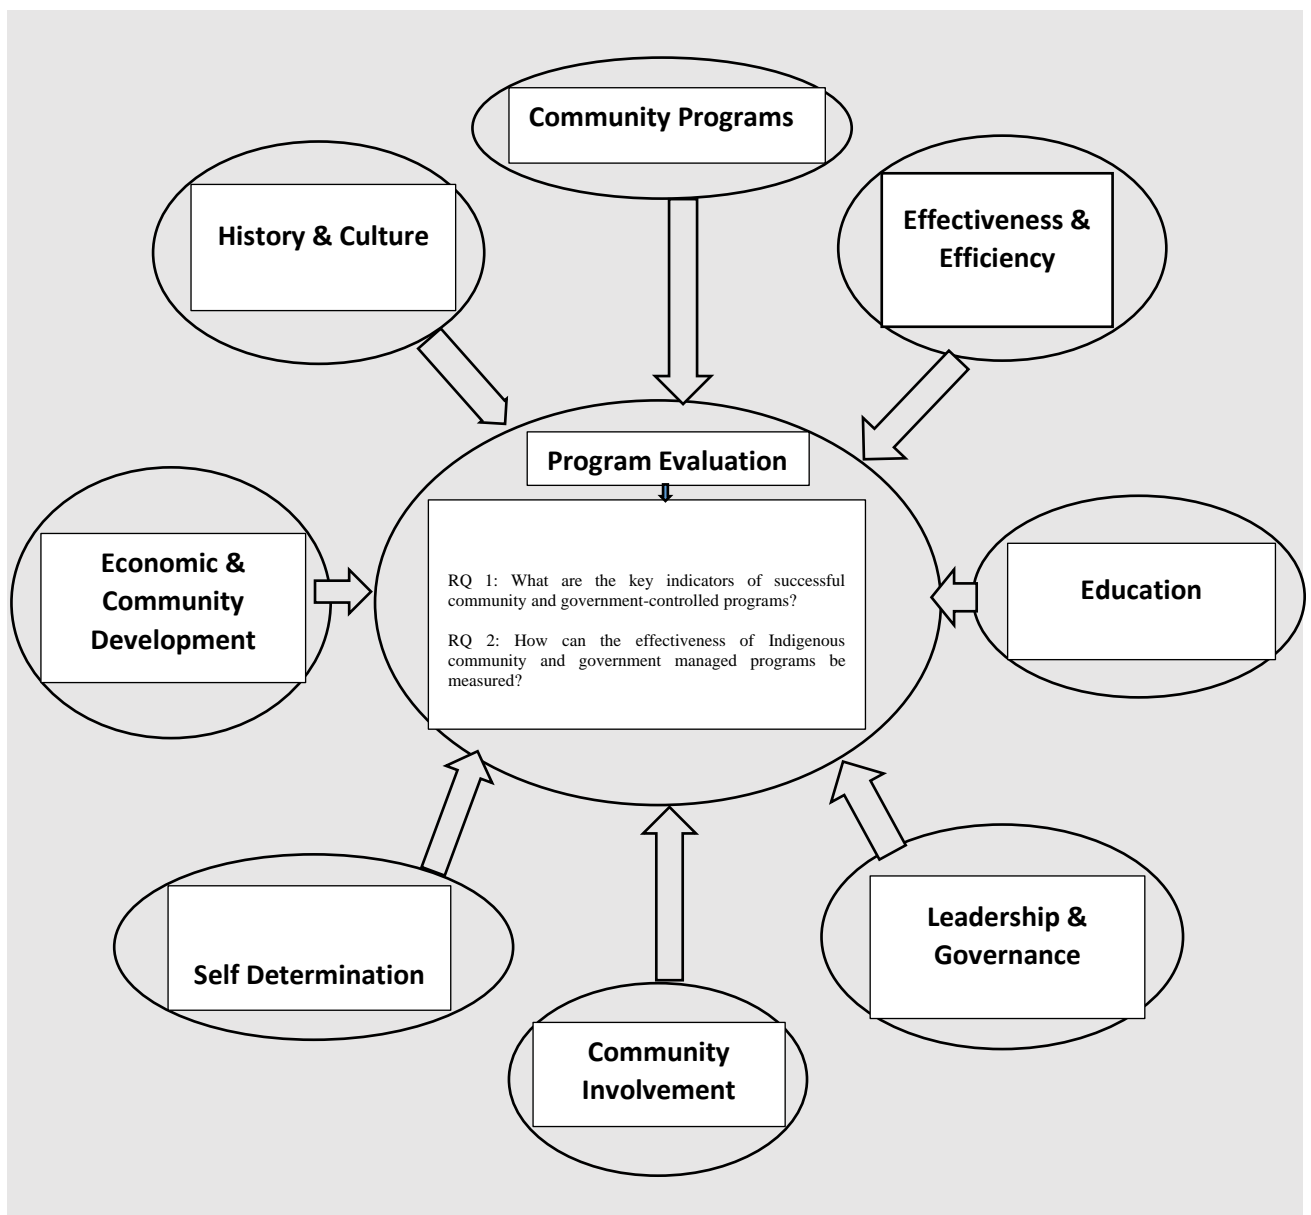 Community Programs
History & Culture
Effectiveness &
Efficiency
Program Evaluation
RQ 1: What are the key indicators of successful
community and government-controlled programs?
RQ 2: How can the effectiveness of Indigenous
community and government managed programs be
measured?
Economic &
Community
Development
Education
Self Determination
Leadership &
Governance
Community
Involvement